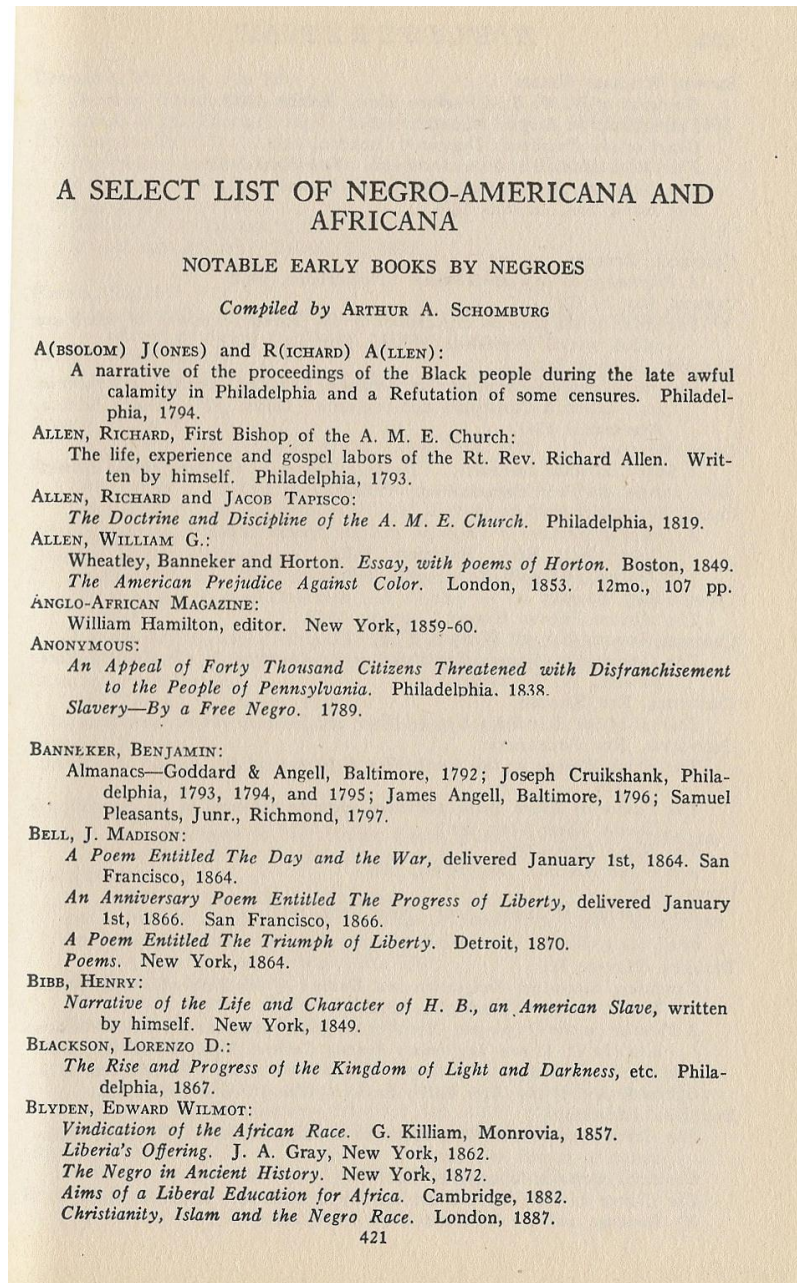 A SELECT LIST OF NEGRO-AMERICANA AND
AFRICANA
NOTABLE EARLY BOOKS BY NEGROES
Compiled by ARTHUR A. SCHOMBURG
A(BSOLOM) J(ONES) and R(ICHARD) A(LLEN):
A narrative of the proceedings of the Black people during the late awful
calamity in Philadelphia and a Refutation of some censures. Philadel-
phia, 1794.
ALLEN, RICHARD, First Bishop of the A. M. E. Church:
The life, experience and gospel labors of the Rt. Rev. Richard Allen. Writ-
ten by himself. Philadelphia, 1793.
ALLEN, RICHARD and JACOB TAPISCO:
The Doctrine and Discipline of the A. M. E. Church. Philadelphia, 1819.
ALLEN, WILLIAM G.:
Wheatley, Banneker and Horton. Essay, with poems of Horton. Boston, 1849.
The American Prejudice Against Color. London, 1853. 12mo., 107 pp.
ANGLO-AFRICAN MAGAZINE:
William Hamilton, editor. New York, 1859-60.
ANONYMOUS:
An Appeal of Forty Thousand Citizens Threatened with Disfranchisement
to the People of Pennsylvania. Philadelphia. 1838.
Slavery—By a Free Negro. 1789.
BANNEKER, BENJAMIN:
Almanacs—Goddard & Angell, Baltimore, 1792; Joseph Cruikshank, Phila-
delphia, 1793, 1794, and 1795; James Angell, Baltimore, 1796; Samuel
Pleasants, Junr., Richmond, 1797.
BELL, J. MADISON:
A Poem Entitled The Day and the War, delivered January 1st, 1864. San
Francisco, 1864.
An Anniversary Poem Entitled The Progress of Liberty, delivered January
1st, 1866. San Francisco, 1866.
A Poem Entitled The Triumph of Liberty. Detroit, 1870.
Poems. New York, 1864.
BIBB, HENRY:
Narrative of the Life and Character of H. B., an American Slave, written
by himself. New York, 1849.
BLACKSON, LORENZO D.:
The Rise and Progress of the Kingdom of Light and Darkness, etc. Phila-
delphia, 1867.
BLYDEN, EDWARD WILMOT:
Vindication of the African Race. G. Killiam, Monrovia, 1857.
Liberia's Offering. J. A. Gray, New York, 1862.
The Negro in Ancient History. New York, 1872.
Aims of a Liberal Education for Africa. Cambridge, 1882.
Christianity, Islam and the Negro Race. London, 1887.
421